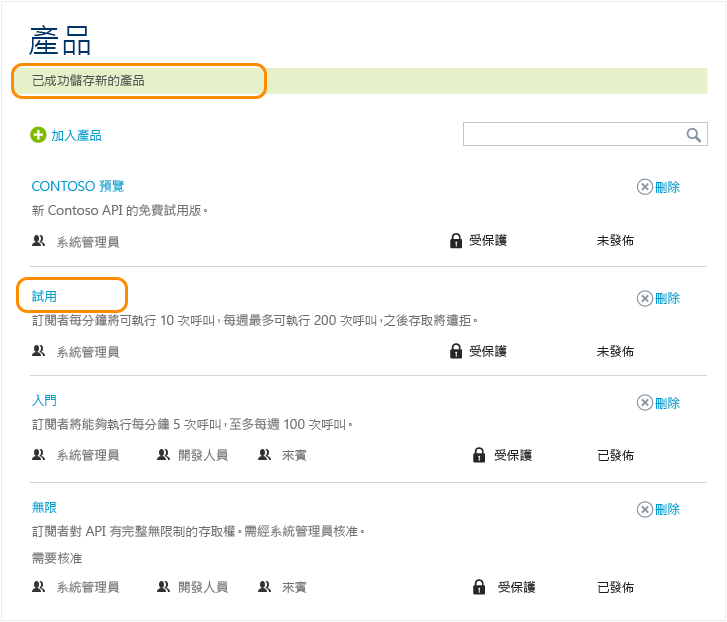 產品
已成功儲存新的產品
加入產品
CONTOSO 預覽 刪除
新 Contoso API 的免費試用版。
系統管理員 受保護 未發佈
試用 刪除
訂閱者每分鐘將可執行 10 次呼叫，每週最多可執行 200 次呼叫，之後存取將遭拒。
系統管理員 受保護 未發佈
入門 刪除
訂閱者將能夠執行每分鐘 5 次呼叫，至多每週 100 次呼叫。
系統管理員 開發人員 來賓 受保護 已發佈
無限 刪除
訂閱者對 API 有完整無限制的存取權。需經系統管理員核准。
需要核准
系統管理員 開發人員 來賓 受保護 已發佈